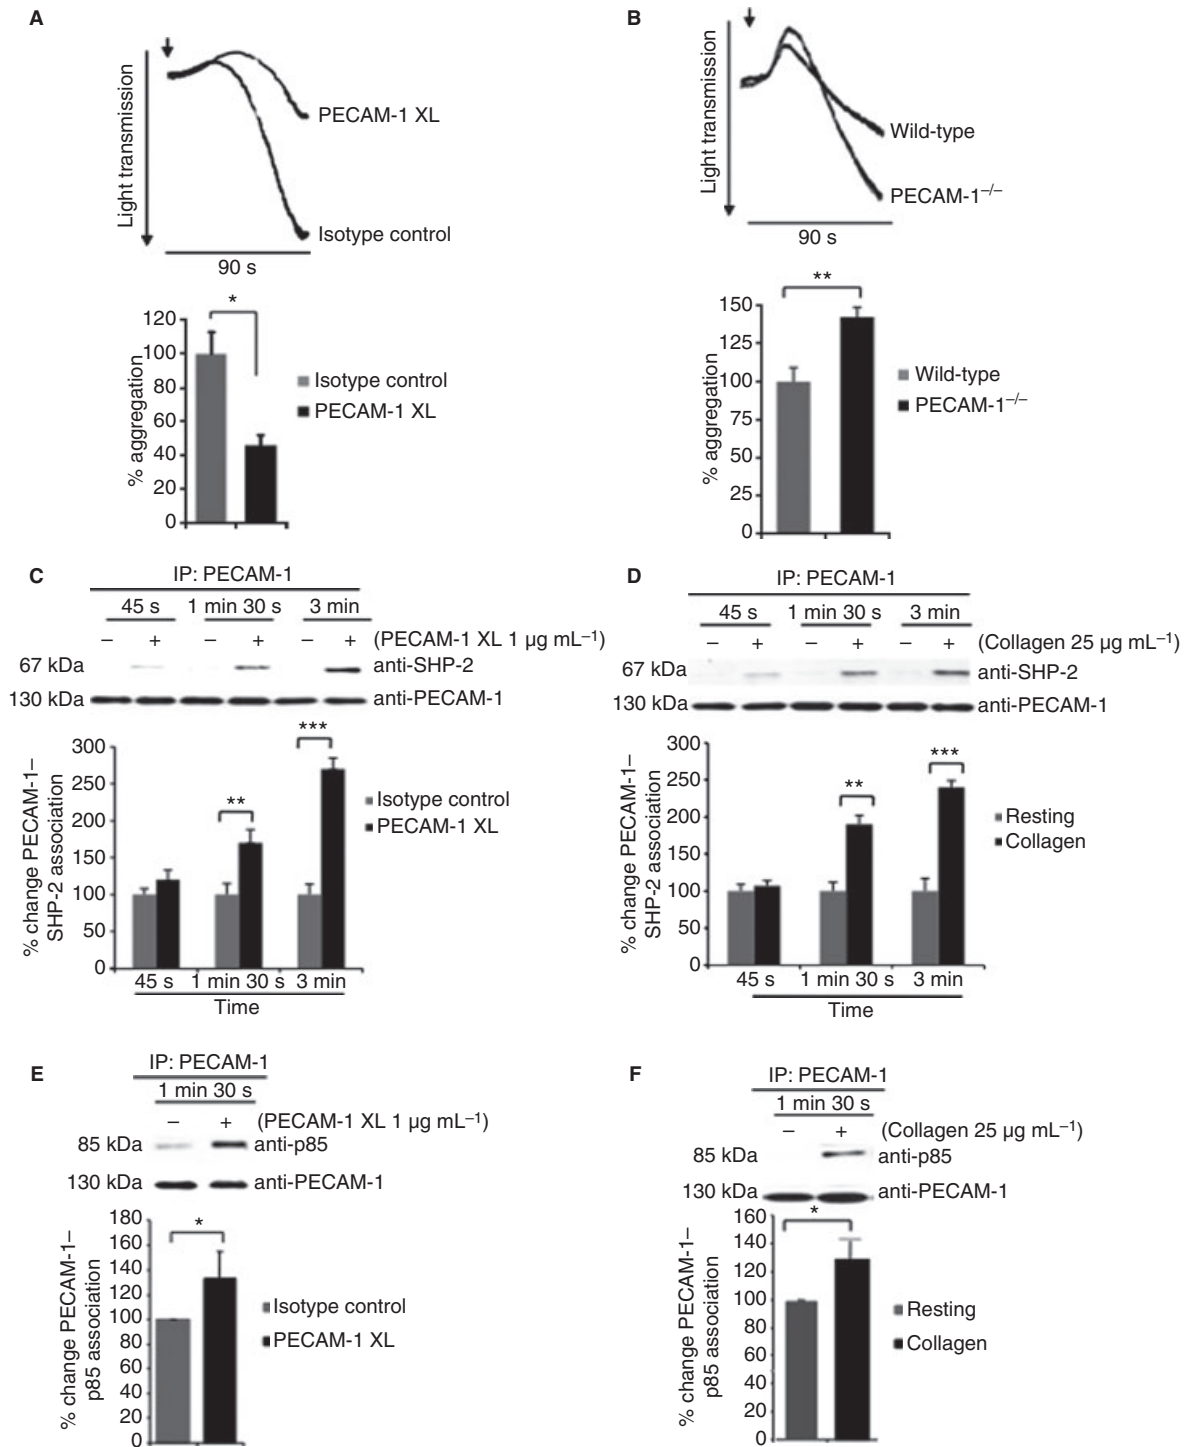 A
Light transmission
PECAM-1 XL
Isotype control
90 s
*
% aggregation
120
100
80
60
40
20
0
Isotype control
PECAM-1 XL
B
Light transmission
Wild-type
PECAM-1–/–
90 s
**
% aggregation
150
125
100
75
50
25
0
Wild-type
PECAM-1–/–
C
IP: PECAM-1
45 s 1 min 30 s 3 min
– + – + – + (PECAM-1 XL 1 µg mL–1)
67 kDa anti-SHP-2
130 kDa anti-PECAM-1
% change PECAM-1–
SHP-2 association
300
250
200
150
100
50
0
**
***
Isotype control
PECAM-1 XL
45 s 1 min 30 s 3 min
Time
D
IP: PECAM-1
45 s 1 min 30 s 3 min
– + – + – + (Collagen 25 µg mL–1)
67 kDa anti-SHP-2
130 kDa anti-PECAM-1
% change PECAM-1–
SHP-2 association
300
250
200
150
100
50
0
**
***
Resting
Collagen
45 s 1 min 30 s 3 min
Time
E
IP: PECAM-1
1 min 30 s
– + (PECAM-1 XL 1 µg mL–1)
85 kDa anti-p85
130 kDa anti-PECAM-1
% change PECAM-1–
p85 association
180
160
140
120
100
80
60
40
20
0
*
Isotype control
PECAM-1 XL
F
IP: PECAM-1
1 min 30 s
– + (Collagen 25 µg mL–1)
85 kDa anti-p85
130 kDa anti-PECAM-1
% change PECAM-1–
p85 association
160
140
120
100
80
60
40
20
0
*
Resting
Collagen